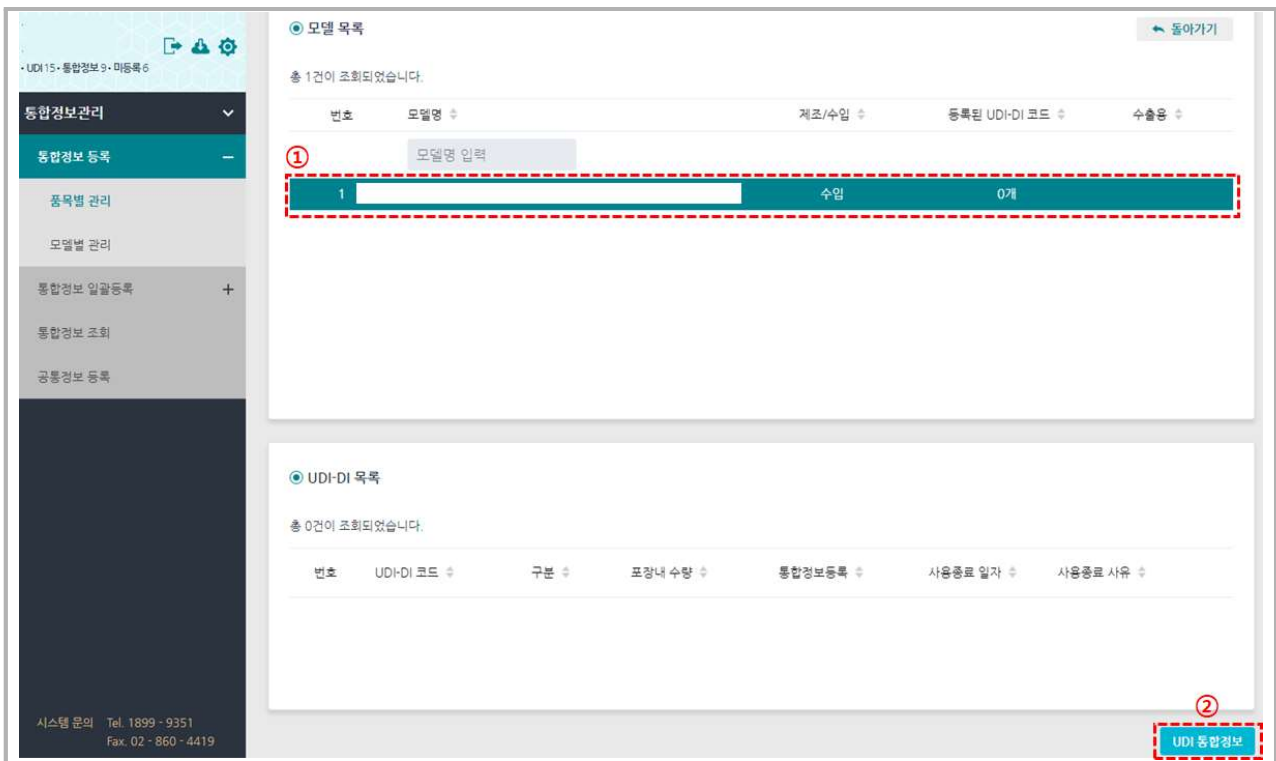 • UDI 15 • 통합정보 9 • 미등록 6
통합정보관리
통합정보 등록
품목별 관리
모델별 관리
통합정보 일괄등록
통합정보 조회
공통정보 등록
시스템 문의 Tel. 1899 - 9351
Fax. 02 - 860 - 4419
모델 목록
돌아가기
총 1건이 조회되었습니다.
번호 모델명 제조/수입 등록된 UDI-DI 코드 수출용
① 모델명 입력
1 수입 0개
UDI-DI 목록
총 0건이 조회되었습니다.
번호 UDI-DI 코드 구분 포장내 수량 통합정보등록 사용종료 일자 사용종료 사유
②
UDI 통합정보